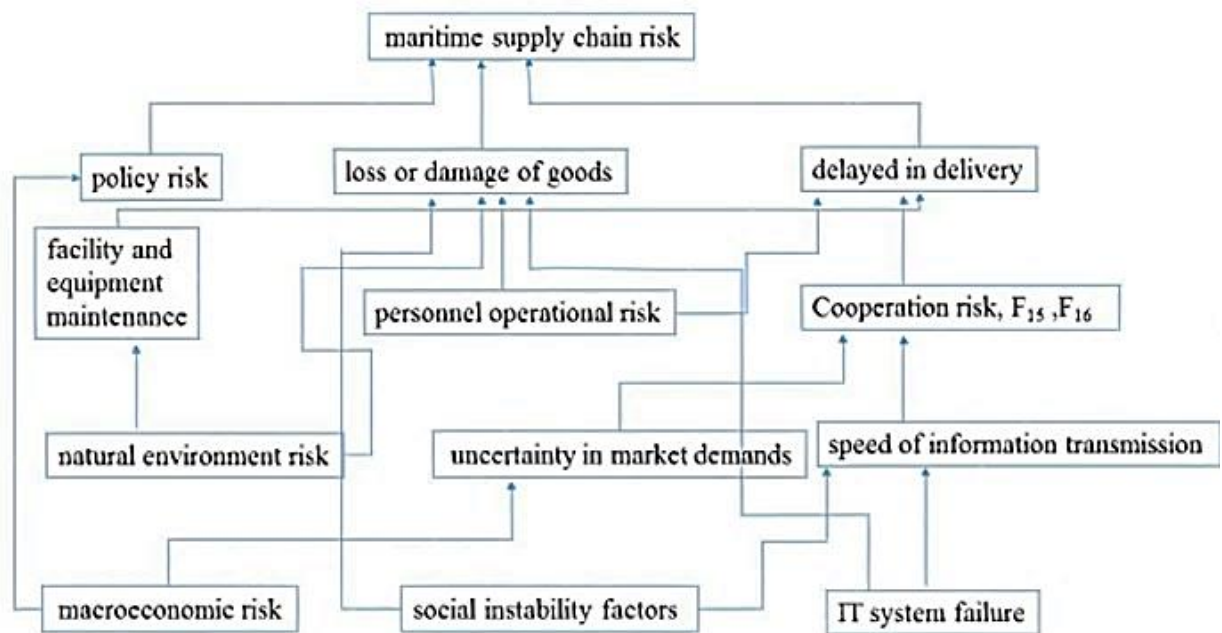 maritime supply chain risk
policy risk
loss or damage of goods
delayed in delivery
facility and
equipment
maintenance
personnel operational risk
Cooperation risk, F₁₅ ,F₁₆
natural environment risk
uncertainty in market demands
speed of information transmission
macroeconomic risk
social instability factors
IT system failure